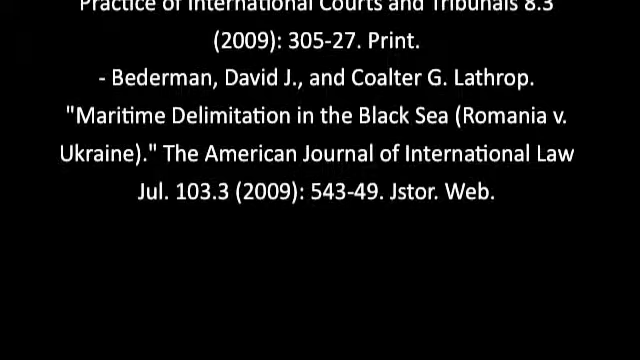 Practice of International Courts and Tribunals 8.3
(2009): 305-27. Print.
- Bederman, David J., and Coalter G. Lathrop.
"Maritime Delimitation in the Black Sea (Romania v.
Ukraine)." The American Journal of International Law
Jul. 103.3 (2009): 543-49. Jstor. Web.